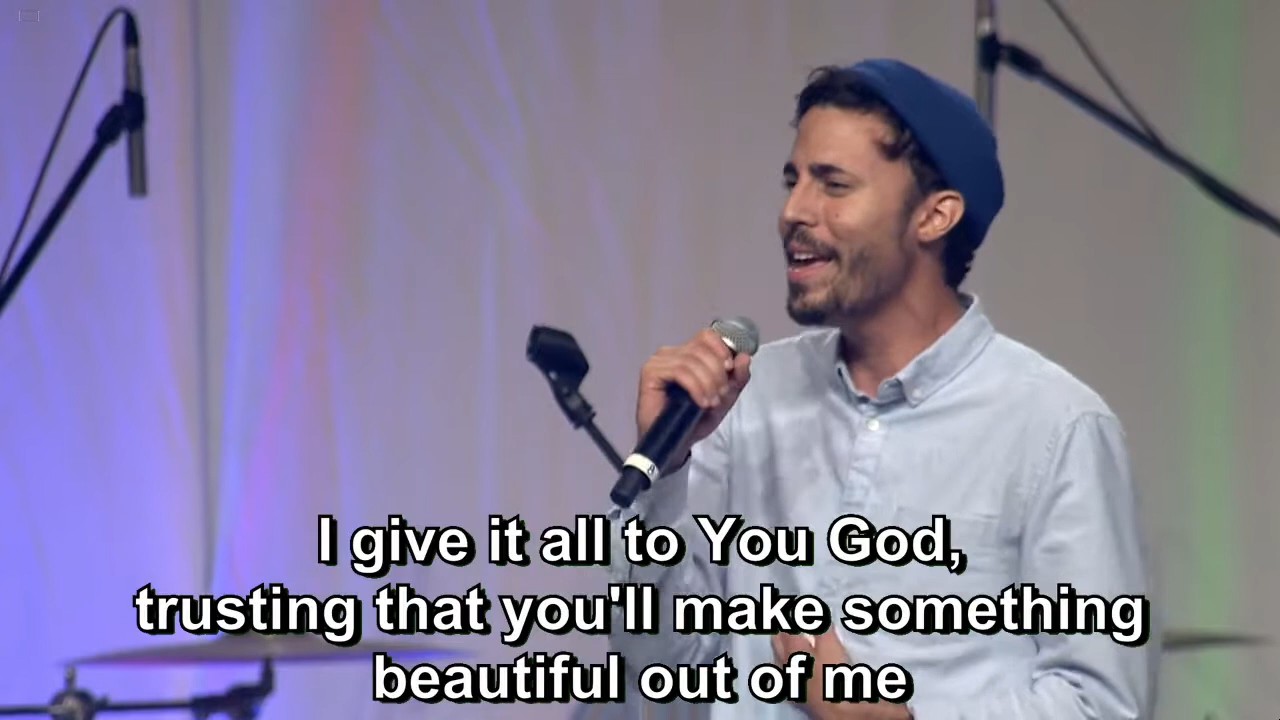 I give it all to You God,
trusting that you'll make something
beautiful out of me